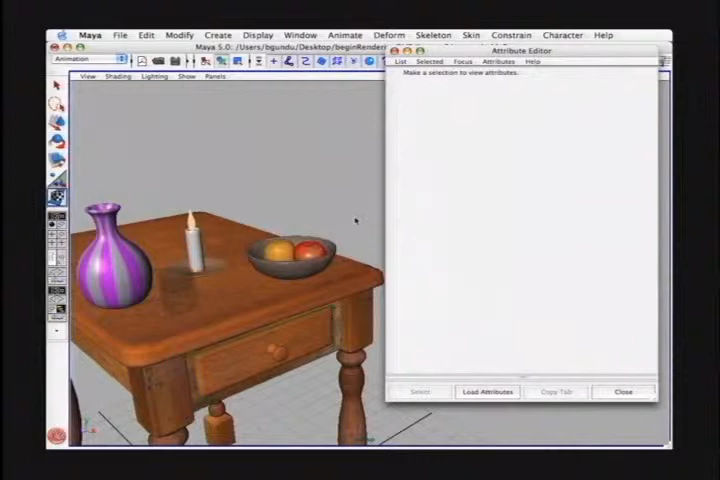 Maya File Edit Modify Create Display Window Animate Deform Skeleton Skin Constrain Character Help
Maya 5.0: /Users/bgundu/Desktop/beginRenderi
Attribute Editor
Animation
List Selected Focus Attributes Help
View Shading Lighting Show Panels
Make a selection to view attributes.
Select Load Attributes Copy Tab Close